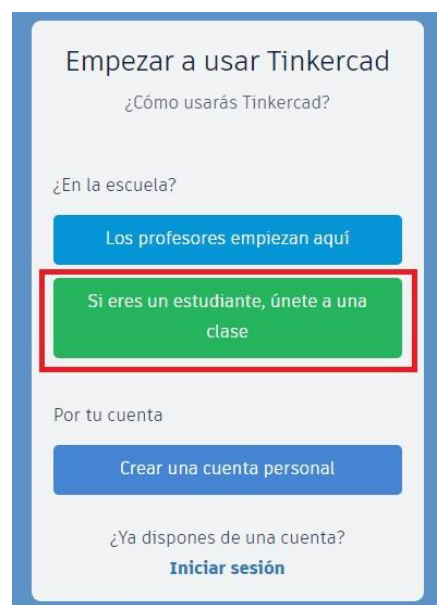 Empezar a usar Tinkercad
¿Cómo usarás Tinkercad?
¿En la escuela?
Los profesores empiezan aquí
Si eres un estudiante, únete a una
clase
Por tu cuenta
Crear una cuenta personal
¿Ya dispones de una cuenta?
Iniciar sesión